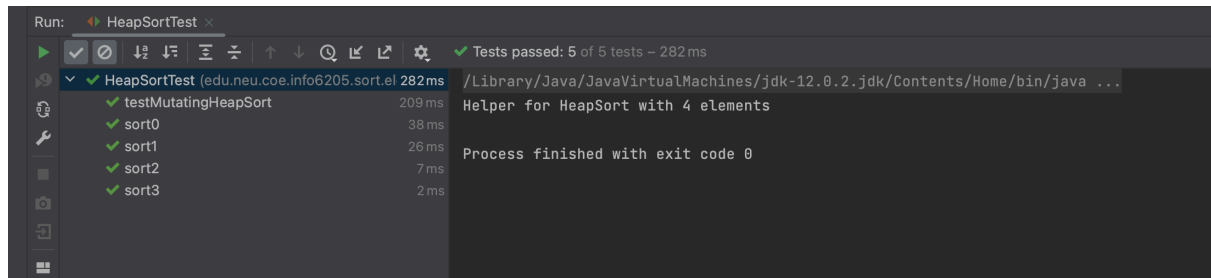 Run: HeapSortTest
Tests passed: 5 of 5 tests – 282 ms
HeapSortTest (edu.neu.coe.info6205.sort.el 282 ms
testMutatingHeapSort 209 ms
sort0 38 ms
sort1 26 ms
sort2 7 ms
sort3 2 ms
/Library/Java/JavaVirtualMachines/jdk-12.0.2.jdk/Contents/Home/bin/java ...
Helper for HeapSort with 4 elements
Process finished with exit code 0